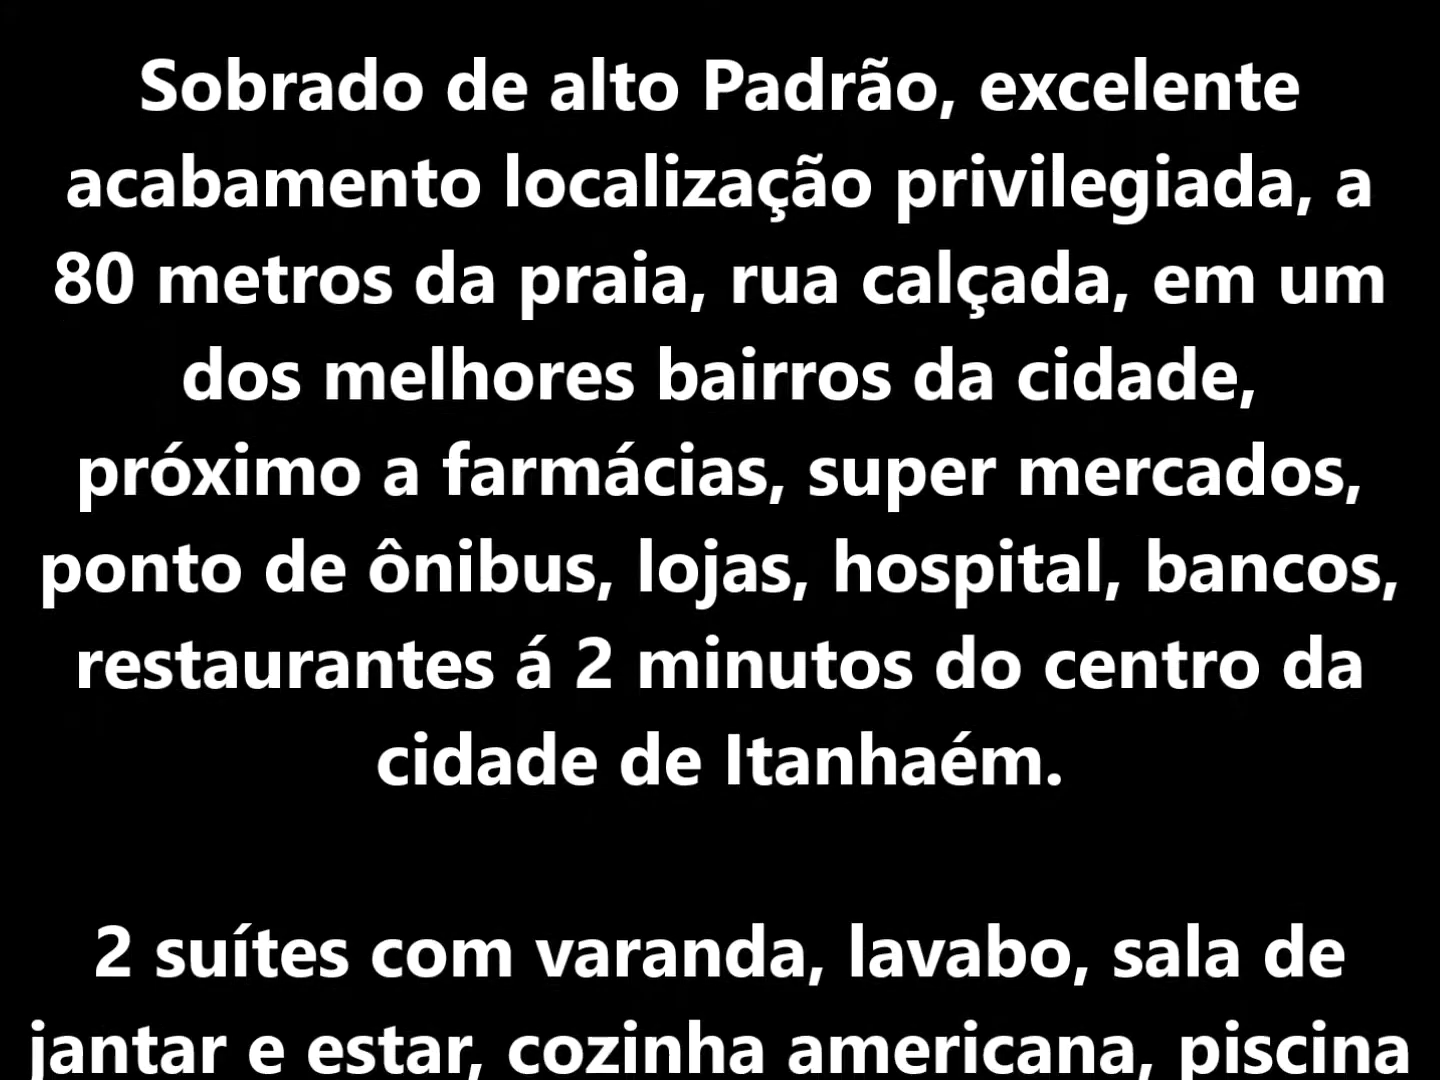 Sobrado de alto Padrão, excelente
acabamento localização privilegiada, a
80 metros da praia, rua calçada, em um
dos melhores bairros da cidade,
próximo a farmácias, super mercados,
ponto de ônibus, lojas, hospital, bancos,
restaurantes á 2 minutos do centro da
cidade de Itanhaém.
2 suítes com varanda, lavabo, sala de
jantar e estar, cozinha americana, piscina